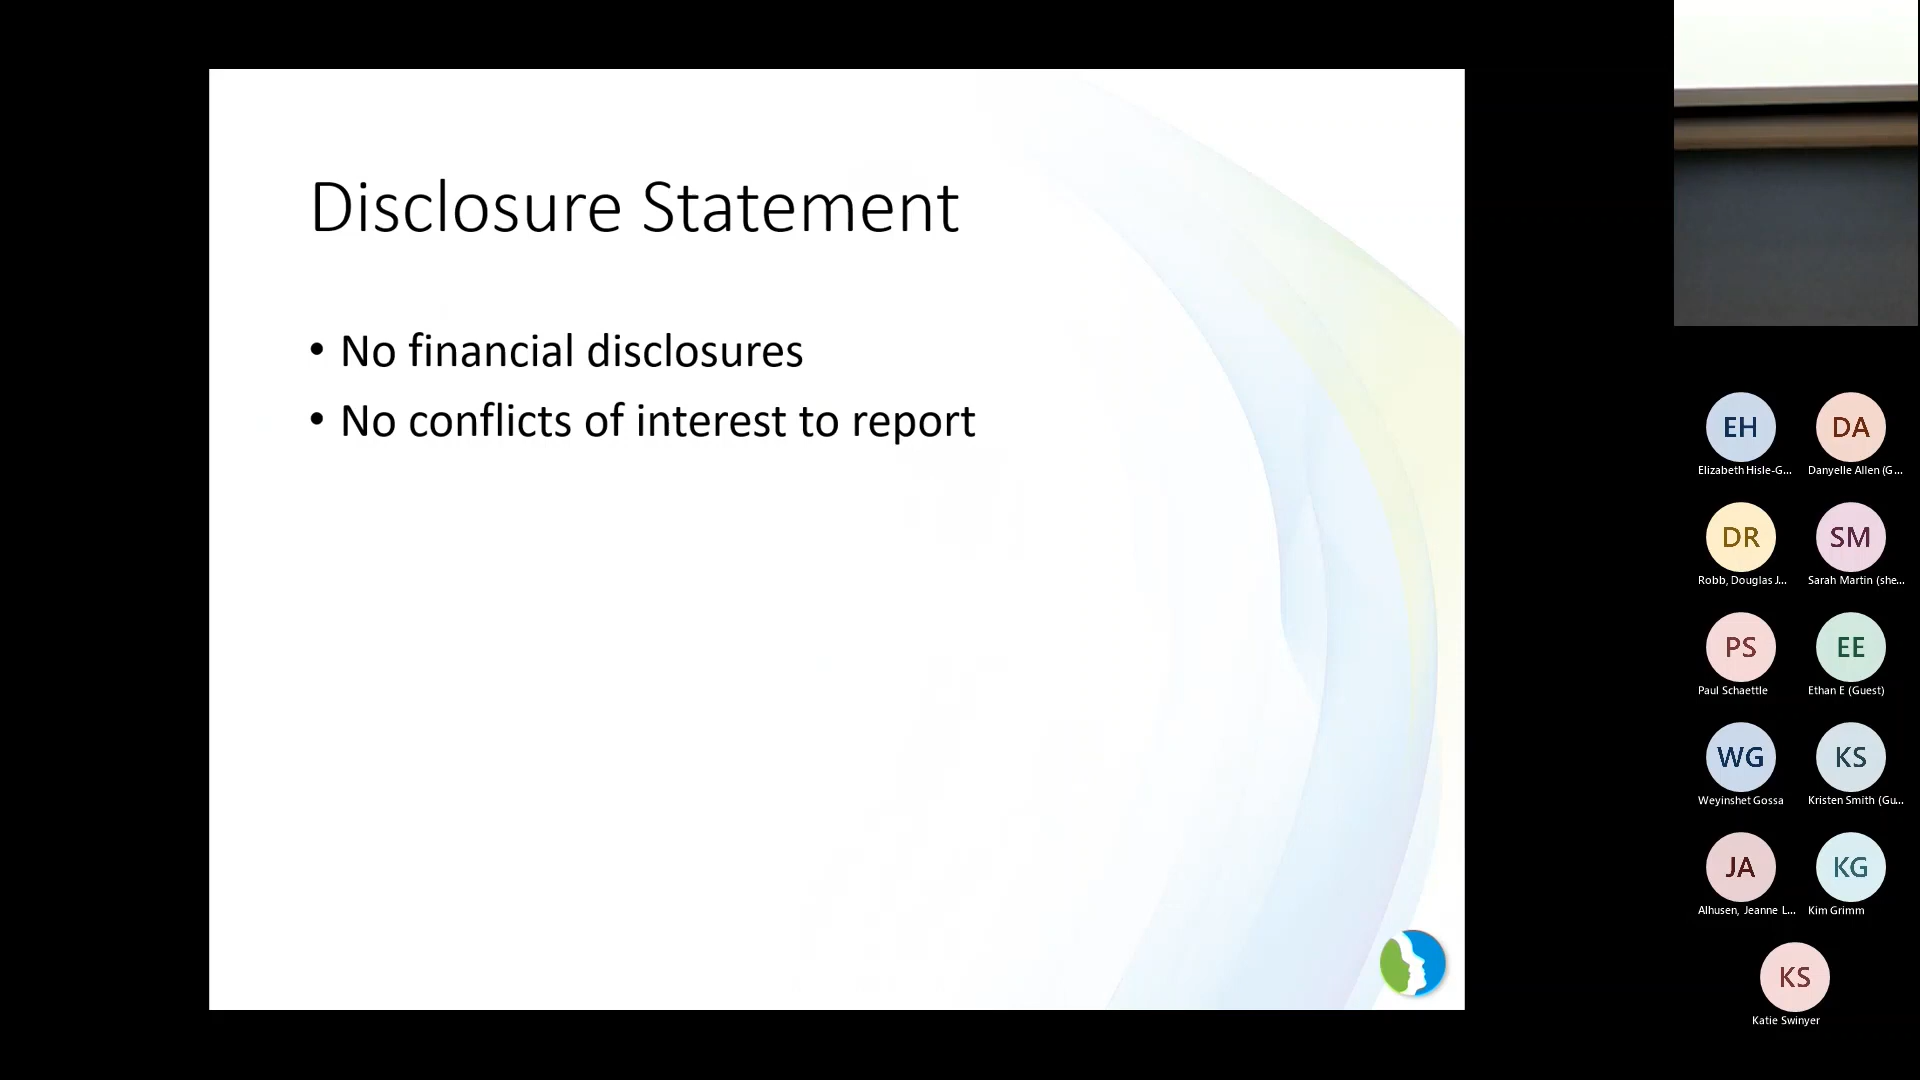 Disclosure Statement
• No financial disclosures
• No conflicts of interest to report
EH
DA
Elizabeth Hisle-G...
Danyelle Allen (G...
DR
SM
Robb, Douglas J...
Sarah Martin (she...
PS
EE
Paul Schaettle
Ethan E (Guest)
WG
KS
Weyinshet Gossa
Kristen Smith (Gu...
JA
KG
Alhusen, Jeanne L...
Kim Grimm
KS
Katie Swinyer